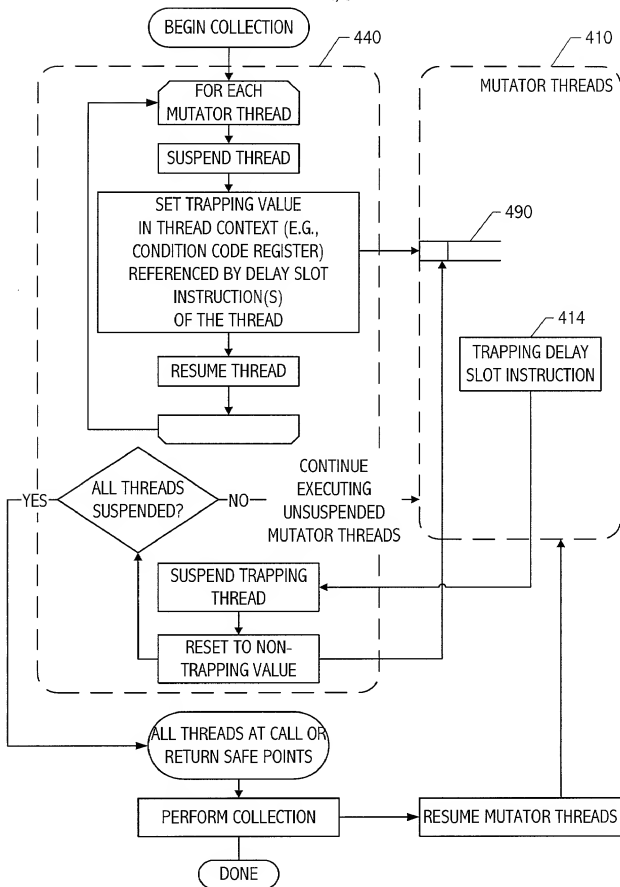 BEGIN COLLECTION
440
410
FOR EACH
MUTATOR THREAD
MUTATOR THREADS
SUSPEND THREAD
SET TRAPPING VALUE
IN THREAD CONTEXT (E.G.,
CONDITION CODE REGISTER)
REFERENCED BY DELAY SLOT
INSTRUCTION(S)
OF THE THREAD
490
414
TRAPPING DELAY
SLOT INSTRUCTION
RESUME THREAD
YES
ALL THREADS
SUSPENDED?
NO
CONTINUE
EXECUTING
UNSUSPENDED
MUTATOR THREADS
SUSPEND TRAPPING
THREAD
RESET TO NON-
TRAPPING VALUE
ALL THREADS AT CALL OR
RETURN SAFE POINTS
PERFORM COLLECTION
RESUME MUTATOR THREADS
DONE